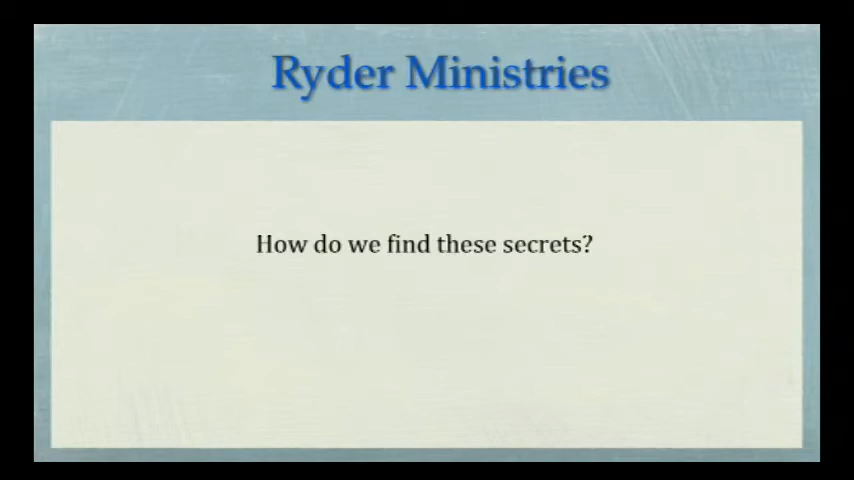 Ryder Ministries
How do we find these secrets?